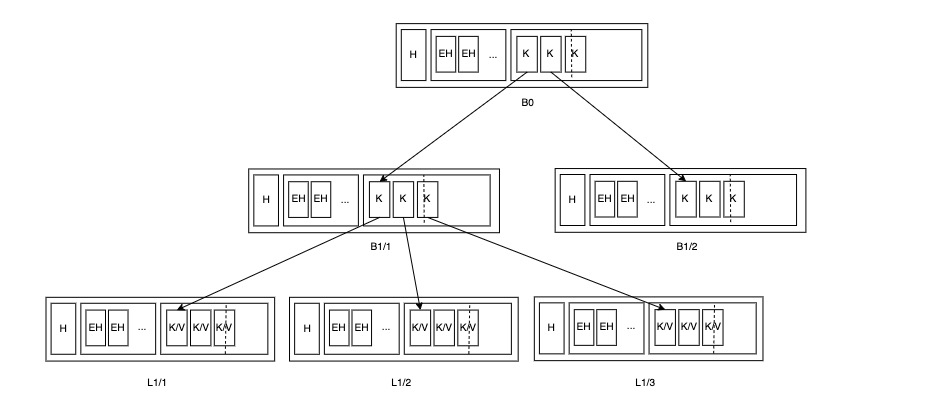 H EH EH ... K K K
B0
H EH EH ... K K K
B1/1
H EH EH ... K K K
B1/2
H EH EH ... K/V K/V K/V
L1/1
H EH EH ... K/V K/V K/V
L1/2
H EH EH ... K/V K/V K/V
L1/3